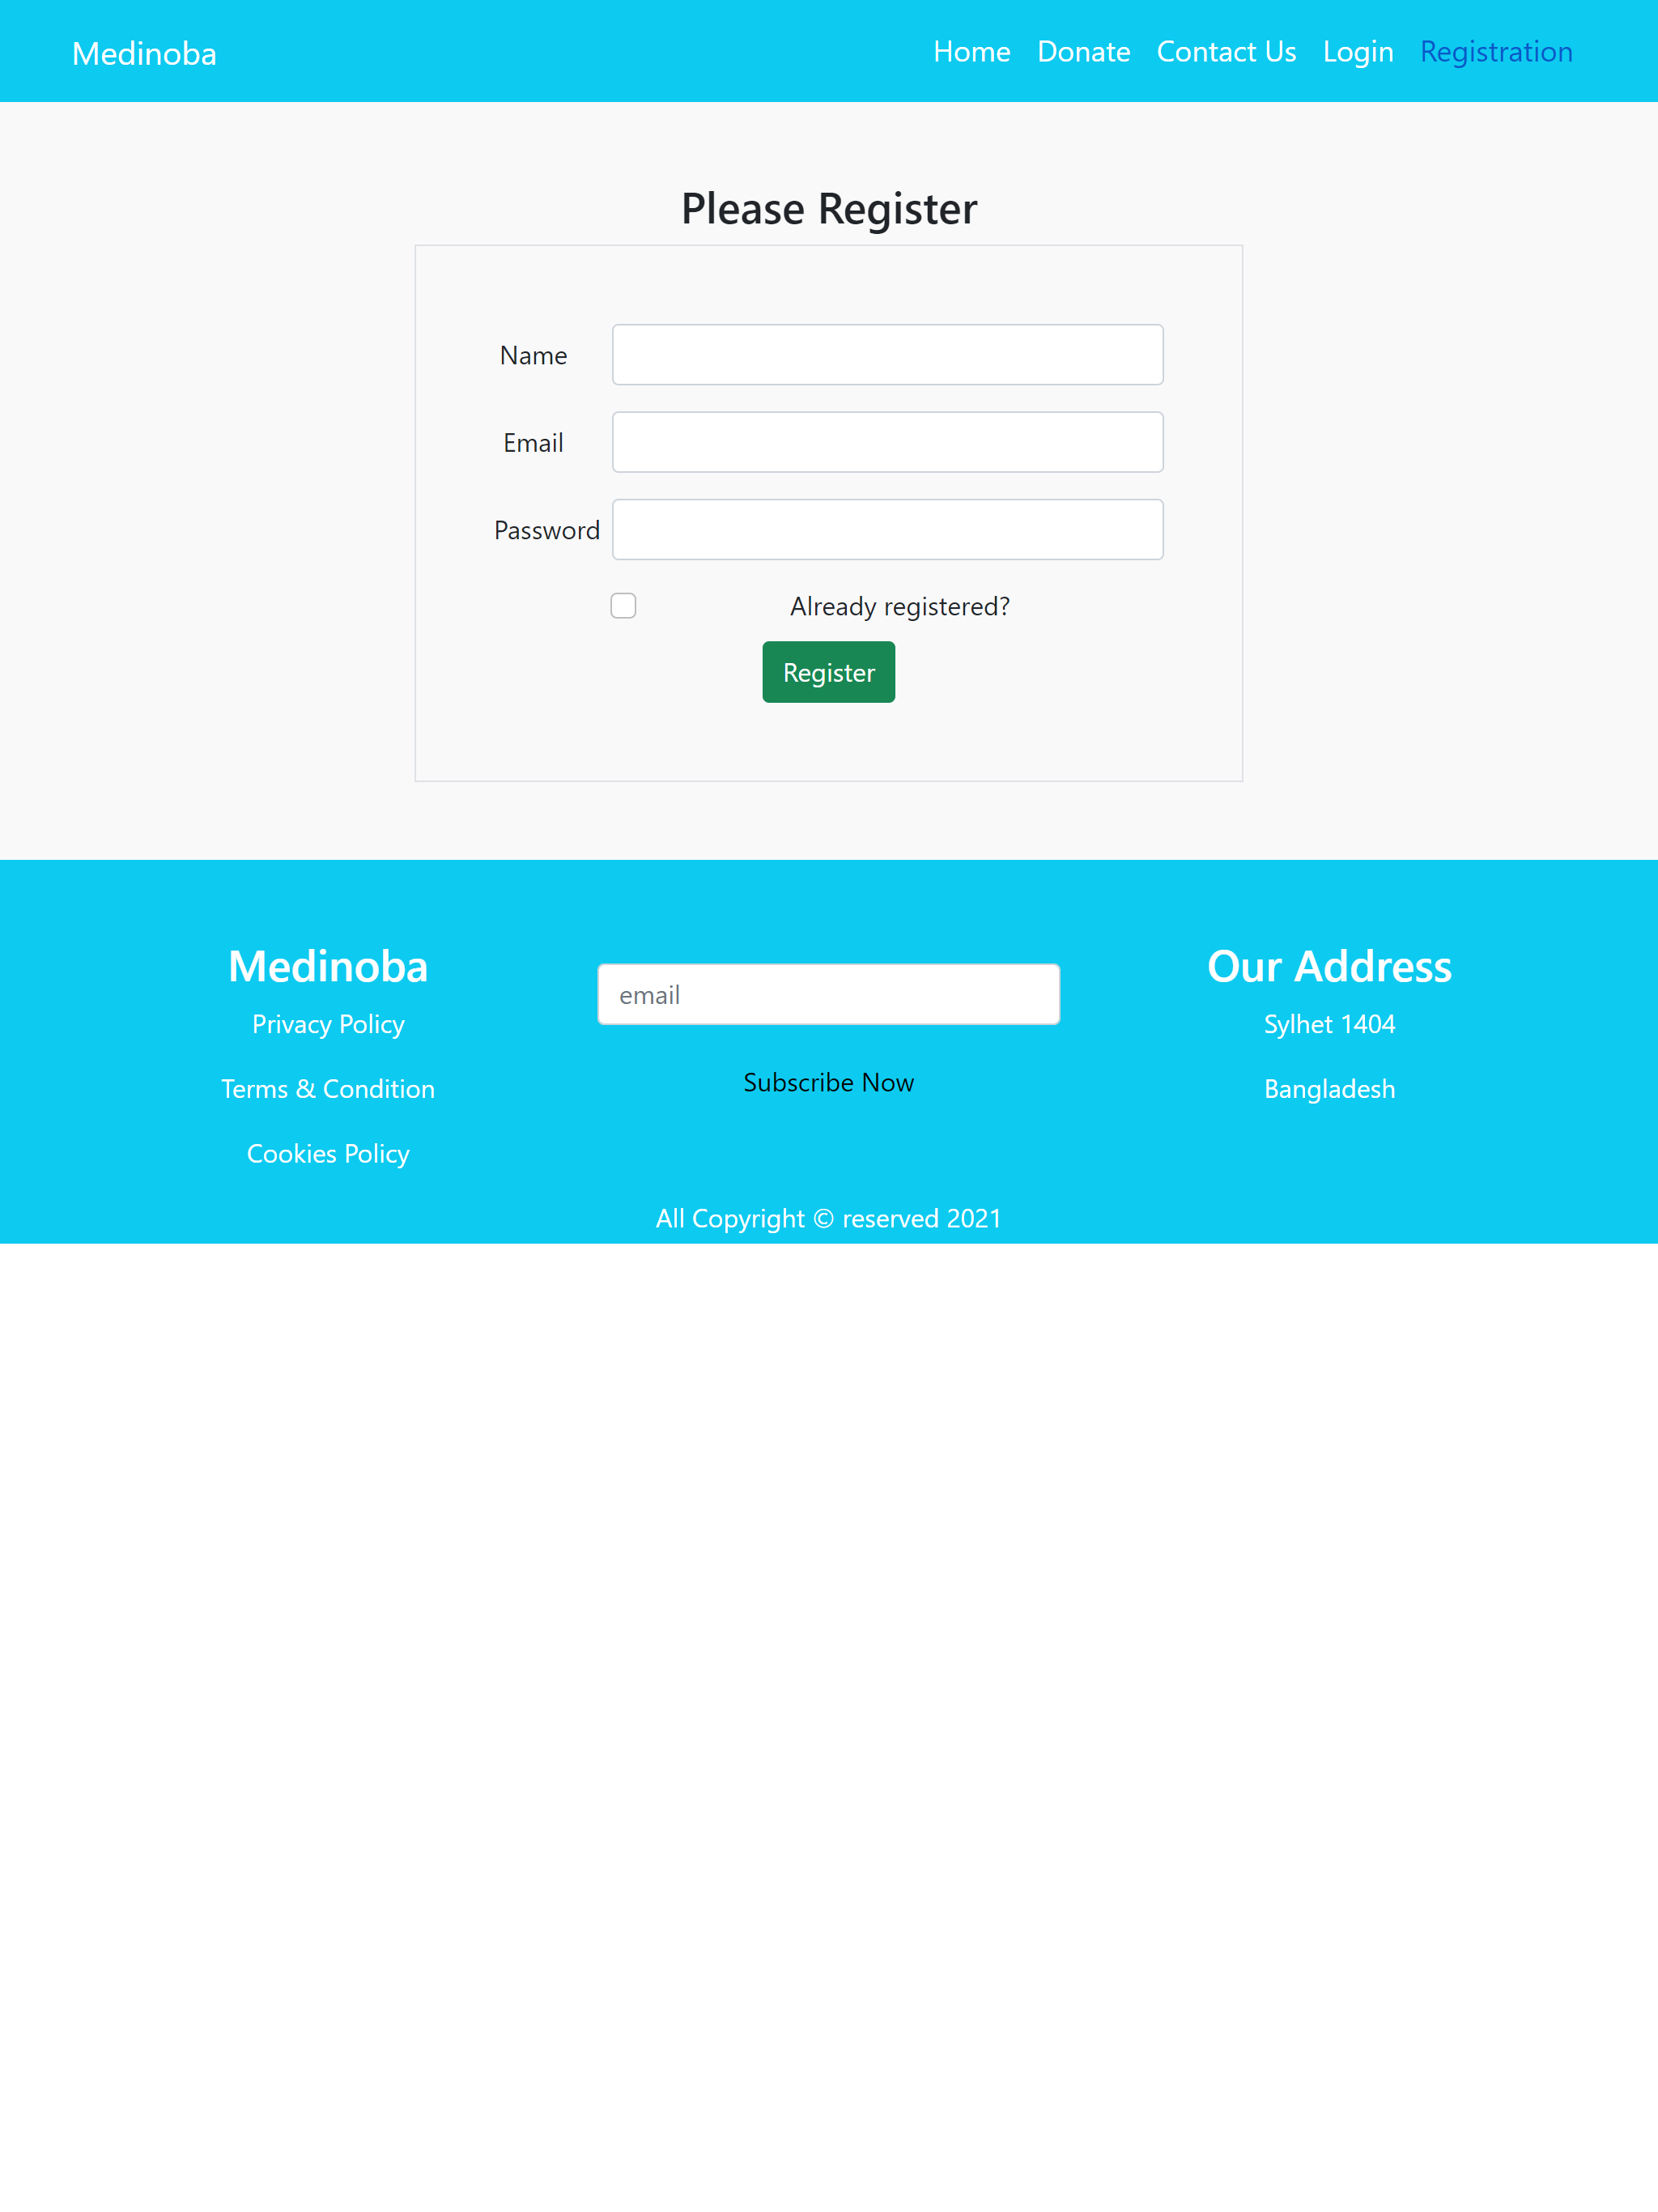 Medinoba
Home Donate Contact Us Login Registration
Please Register
Name
Email
Password
Already registered?
Register
Medinoba
Privacy Policy
Terms & Condition
Cookies Policy
email
Subscribe Now
Our Address
Sylhet 1404
Bangladesh
All Copyright © reserved 2021